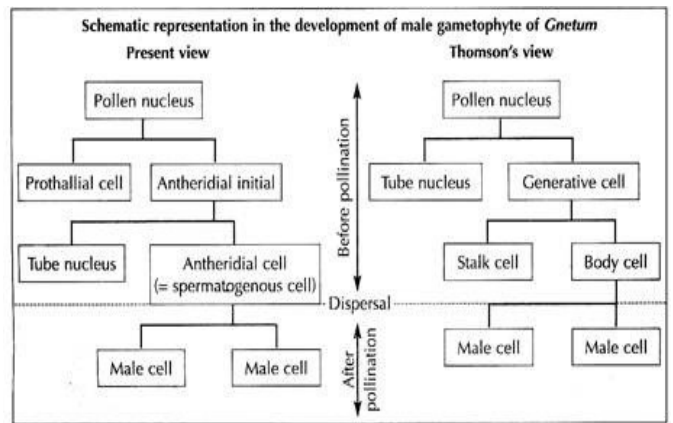 Schematic representation in the development of male gametophyte of Gnetum
Present view
Thomson's view
Pollen nucleus
Pollen nucleus
Prothallial cell
Antheridial initial
Tube nucleus
Generative cell
Before pollination
Tube nucleus
Antheridial cell
(= spermatogenous cell)
Stalk cell
Body cell
Dispersal
Male cell
Male cell
After
pollination
Male cell
Male cell